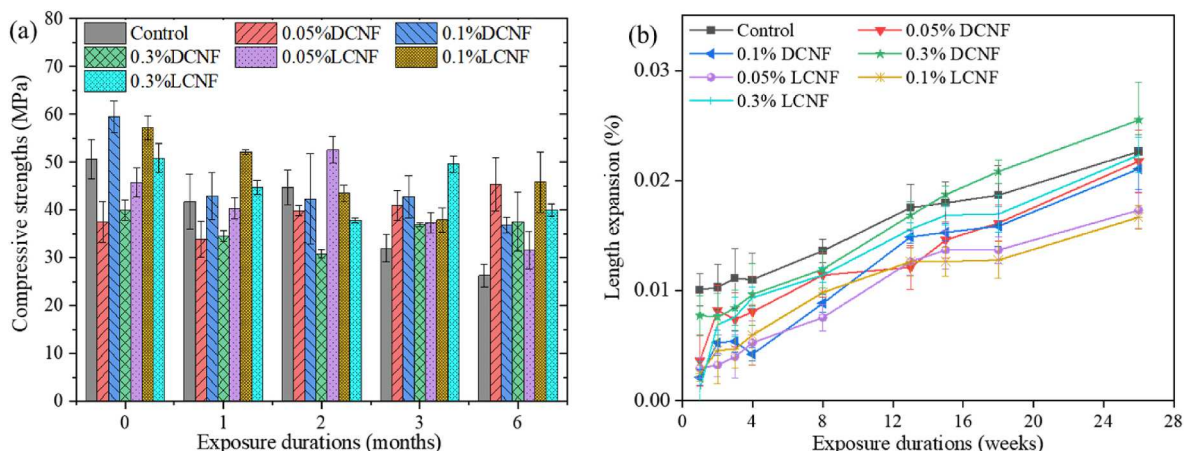 (a)
80
70
60
50
40
30
20
10
0
Compressive strengths (MPa)
Control
0.05%DCNF
0.1%DCNF
0.3%DCNF
0.05%LCNF
0.1%LCNF
0.3%LCNF
0 1 2 3 6
Exposure durations (months)
(b)
0.03
0.02
0.01
0.00
Length expansion (%)
Control
0.05% DCNF
0.1% DCNF
0.3% DCNF
0.05% LCNF
0.1% LCNF
0.3% LCNF
0 4 8 12 16 20 24 28
Exposure durations (weeks)